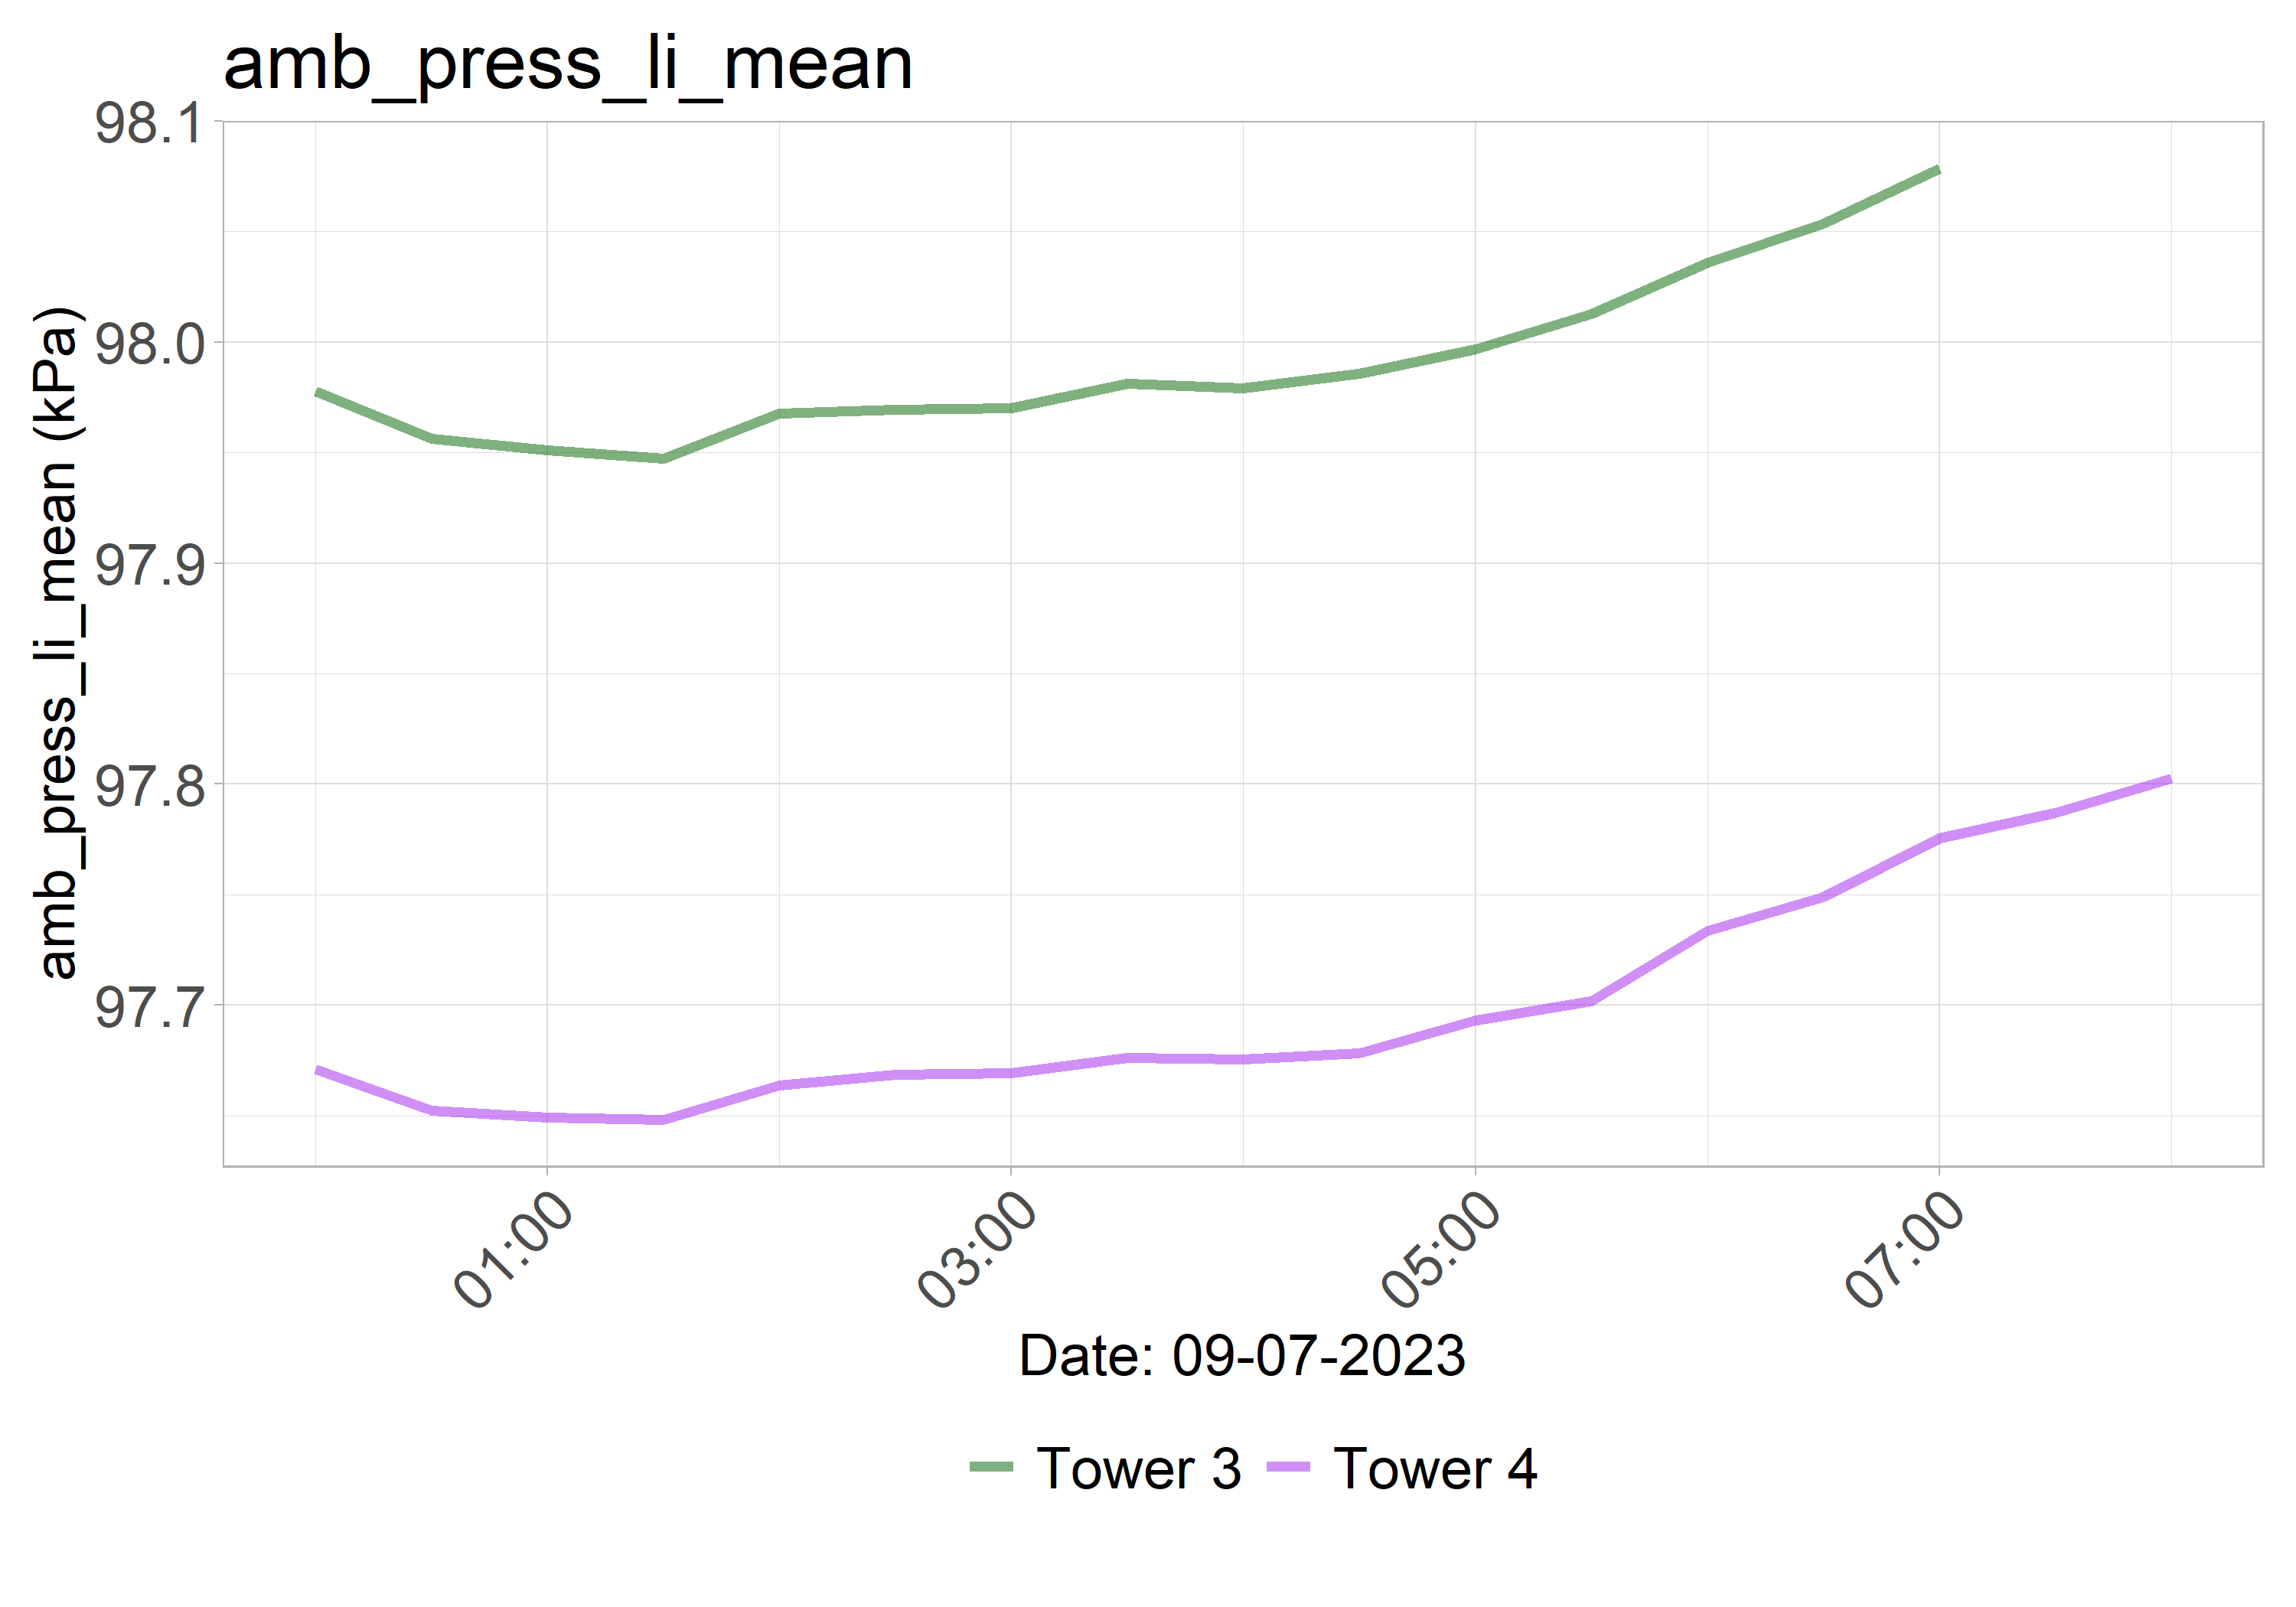 amb_press_li_mean
amb_press_li_mean (kPa)
98.1
98.0
97.9
97.8
97.7
01:00
03:00
05:00
07:00
Date: 09-07-2023
Tower 3
Tower 4